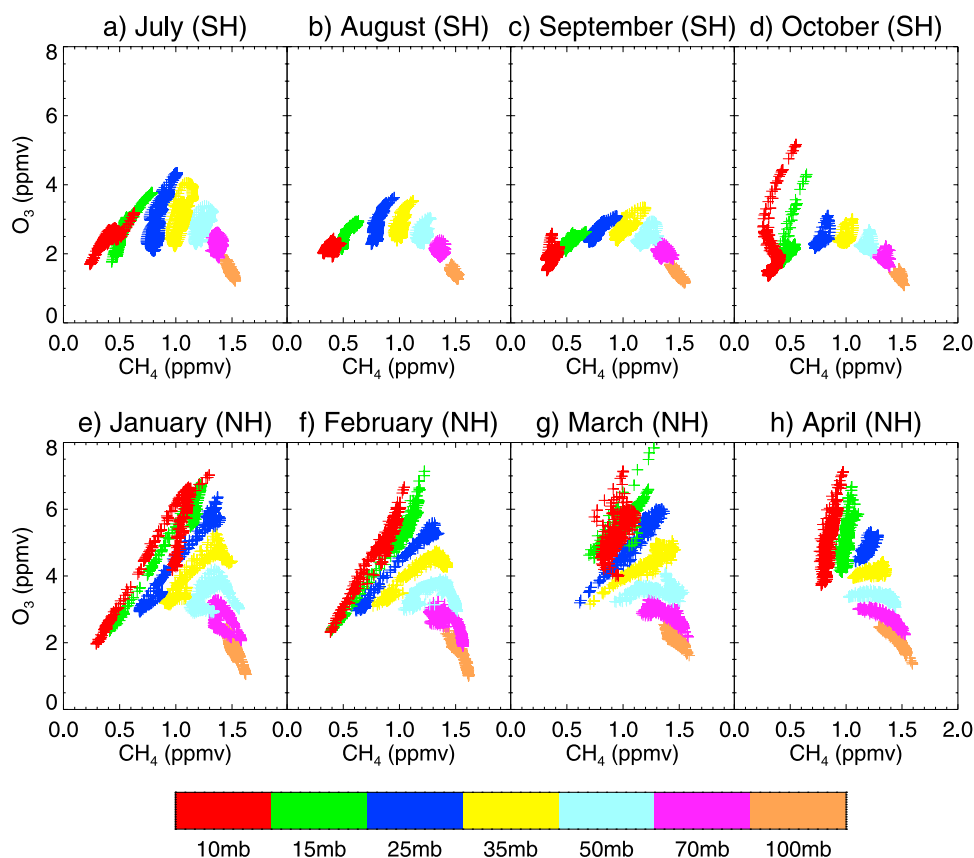 a) July (SH)
b) August (SH)
c) September (SH)
d) October (SH)
8
6
4
2
0
O3 (ppmv)
0.0 0.5 1.0 1.5 0.0 0.5 1.0 1.5 0.0 0.5 1.0 1.5 0.0 0.5 1.0 1.5 2.0
CH4 (ppmv)
CH4 (ppmv)
CH4 (ppmv)
CH4 (ppmv)
e) January (NH)
f) February (NH)
g) March (NH)
h) April (NH)
8
6
4
2
0
O3 (ppmv)
0.0 0.5 1.0 1.5 0.0 0.5 1.0 1.5 0.0 0.5 1.0 1.5 0.0 0.5 1.0 1.5 2.0
CH4 (ppmv)
CH4 (ppmv)
CH4 (ppmv)
CH4 (ppmv)
10mb 15mb 25mb 35mb 50mb 70mb 100mb